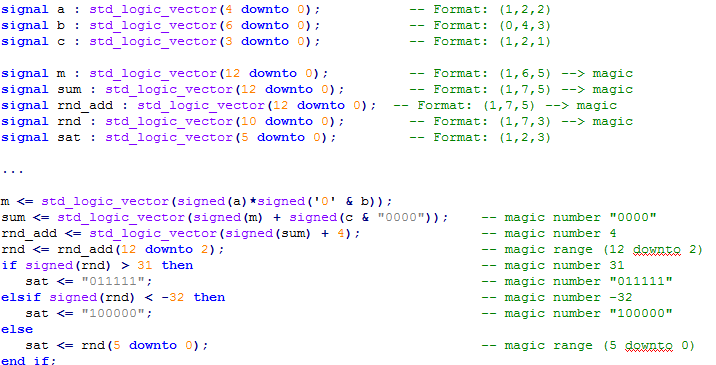 signal a : std_logic_vector(4 downto 0); -- Format: (1,2,2)
signal b : std_logic_vector(6 downto 0); -- Format: (0,4,3)
signal c : std_logic_vector(3 downto 0); -- Format: (1,2,1)
signal m : std_logic_vector(12 downto 0); -- Format: (1,6,5) --> magic
signal sum : std_logic_vector(12 downto 0); -- Format: (1,7,5) --> magic
signal rnd_add : std_logic_vector(12 downto 0); -- Format: (1,7,5) --> magic
signal rnd : std_logic_vector(10 downto 0); -- Format: (1,7,3) --> magic
signal sat : std_logic_vector(5 downto 0); -- Format: (1,2,3)
...
m <= std_logic_vector(signed(a)*signed('0' & b));
sum <= std_logic_vector(signed(m) + signed(c & "0000")); -- magic number "0000"
rnd_add <= std_logic_vector(signed(sum) + 4); -- magic number 4
rnd <= rnd_add(12 downto 2); -- magic range (12 downto 2)
if signed(rnd) > 31 then -- magic number 31
sat <= "011111"; -- magic number "011111"
elsif signed(rnd) < -32 then -- magic number -32
sat <= "100000"; -- magic number "100000"
else
sat <= rnd(5 downto 0); -- magic range (5 downto 0)
end if;